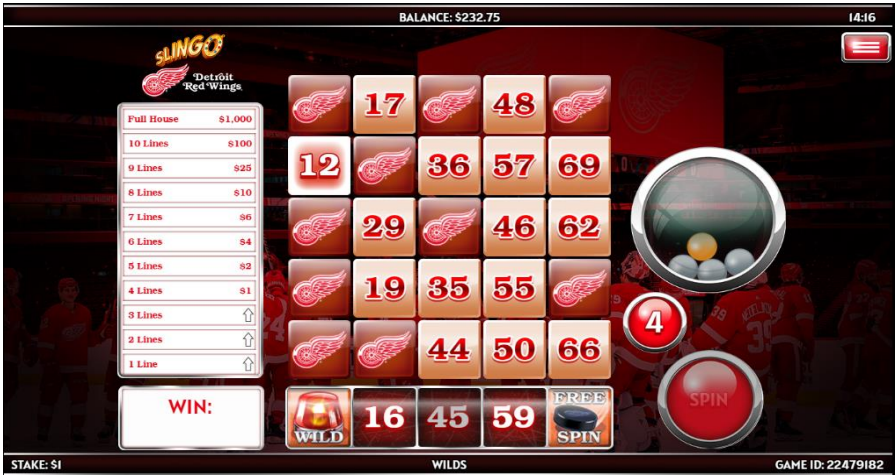 BALANCE: $232.75
14:16
SLINGO
Detroit
Red Wings
Full House $1,000
10 Lines $100
9 Lines $25
8 Lines $10
7 Lines $6
6 Lines $4
5 Lines $2
4 Lines $1
3 Lines
2 Lines
1 Line
WIN:
17 48
12 36 57 69
29 46 62
19 35 55
44 50 66
WILD 16 45 59 FREE SPIN
4
SPIN
STAKE: $1
WILDS
GAME ID: 22479182